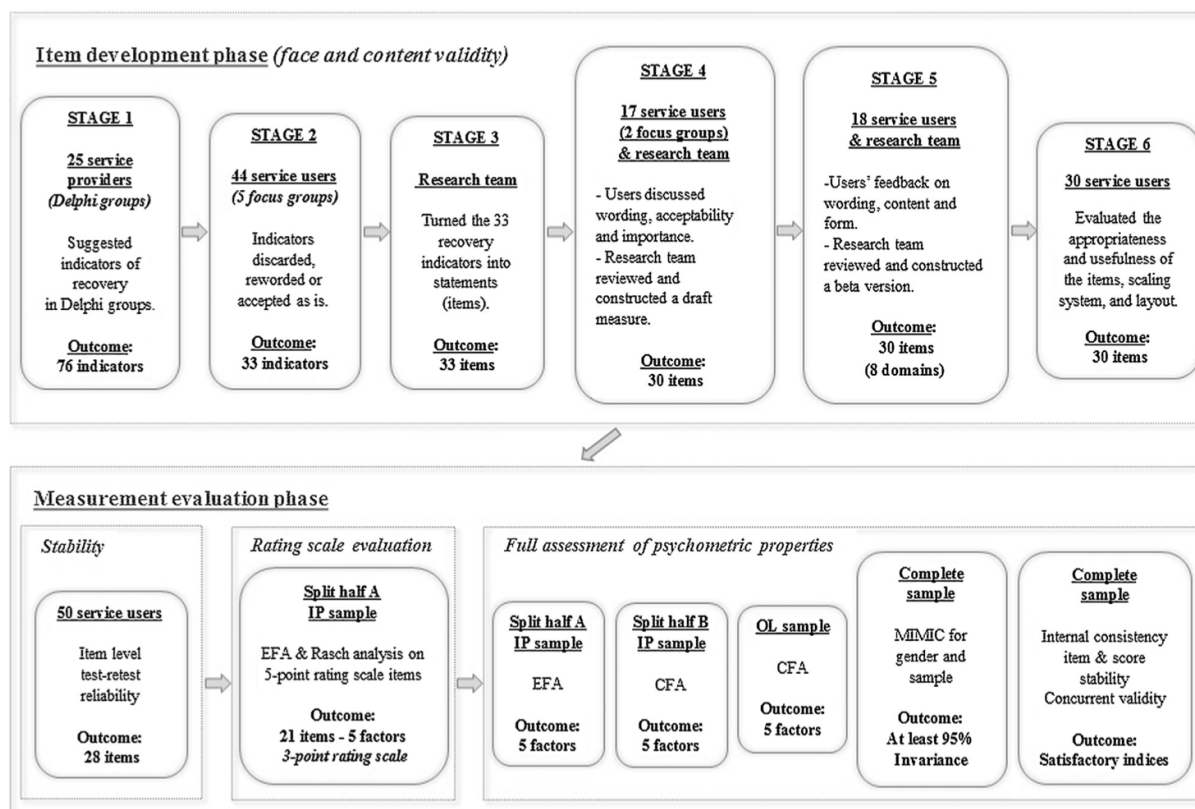 Item development phase (face and content validity)
STAGE 1
25 service
providers
(Delphi groups)
Suggested
indicators of
recovery
in Delphi groups.
Outcome:
76 indicators
STAGE 2
44 service users
(5 focus groups)
Indicators
discarded,
reworded or
accepted as is.
Outcome:
33 indicators
STAGE 3
Research team
Turned the 33
recovery
indicators into
statements
(items).
Outcome:
33 items
STAGE 4
17 service users
(2 focus groups)
& research team
- Users discussed
wording, acceptability
and importance.
- Research team
reviewed and
constructed a draft
measure.
Outcome:
30 items
STAGE 5
18 service users
& research team
-Users' feedback on
wording, content and
form.
- Research team
reviewed and constructed
a beta version.
Outcome:
30 items
(8 domains)
STAGE 6
30 service users
Evaluated the
appropriateness
and usefulness of
the items, scaling
system, and layout.
Outcome:
30 items
Measurement evaluation phase
Stability
50 service users
Item level
test-retest
reliability
Outcome:
28 items
Rating scale evaluation
Split half A
IP sample
EFA & Rasch analysis on
5-point rating scale items
Outcome:
21 items - 5 factors
3-point rating scale
Full assessment of psychometric properties
Split half A
IP sample
EFA
Outcome:
5 factors
Split half B
IP sample
CFA
Outcome:
5 factors
OL sample
CFA
Outcome:
5 factors
Complete
sample
MIMIC for
gender and
sample
Outcome:
At least 95%
Invariance
Complete
sample
Internal consistency
item & score
stability
Concurrent validity
Outcome:
Satisfactory indices